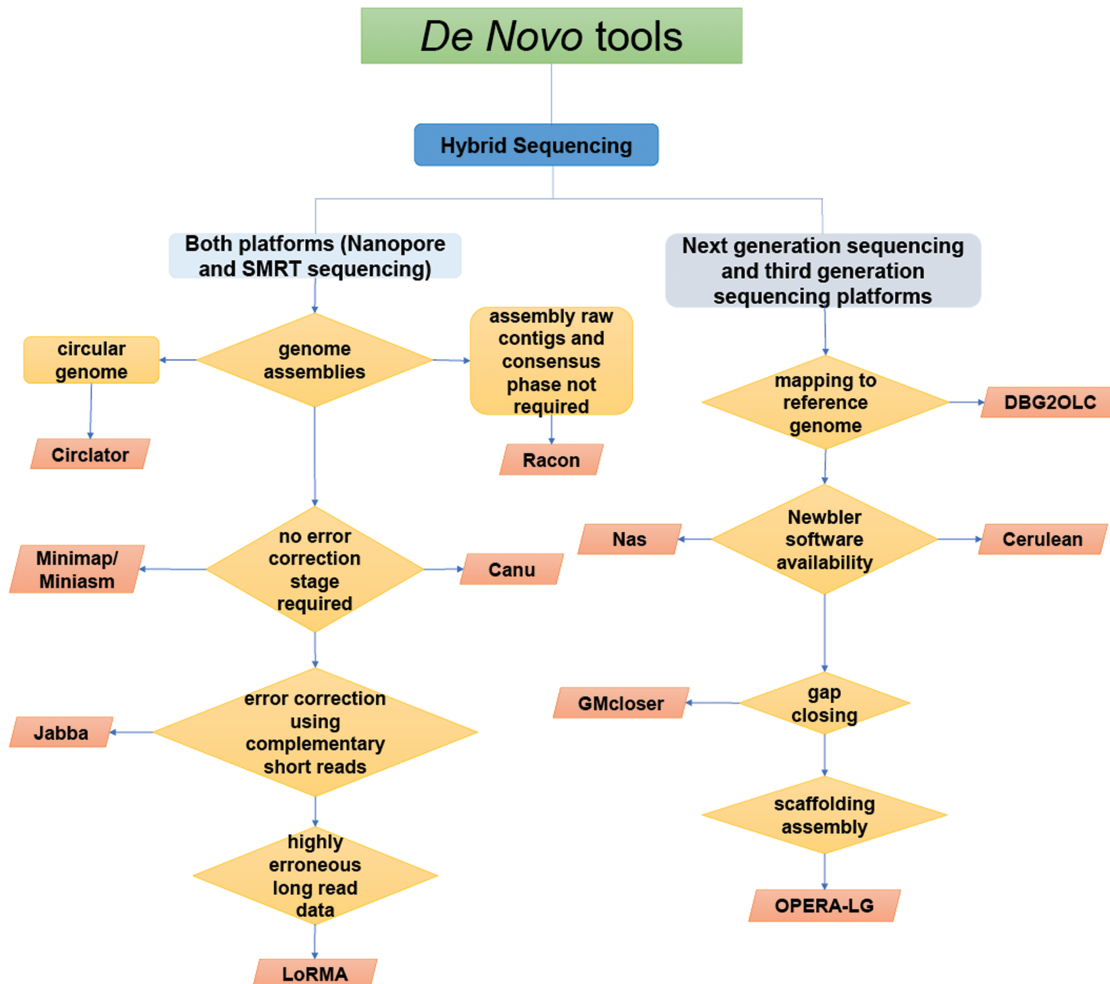 De Novo tools
Hybrid Sequencing
Both platforms (Nanopore
and SMRT sequencing)
Next generation sequencing
and third generation
sequencing platforms
circular
genome
genome
assemblies
assembly raw
contigs and
consensus
phase not
required
mapping to
reference
genome
DBG2OLC
Circlator
Racon
Minimap/
Miniasm
no error
correction
stage
required
Canu
Nas
Newbler
software
availability
Cerulean
Jabba
error correction
using
complementary
short reads
GMcloser
gap
closing
scaffolding
assembly
highly
erroneous
long read
data
OPERA-LG
LoRMA